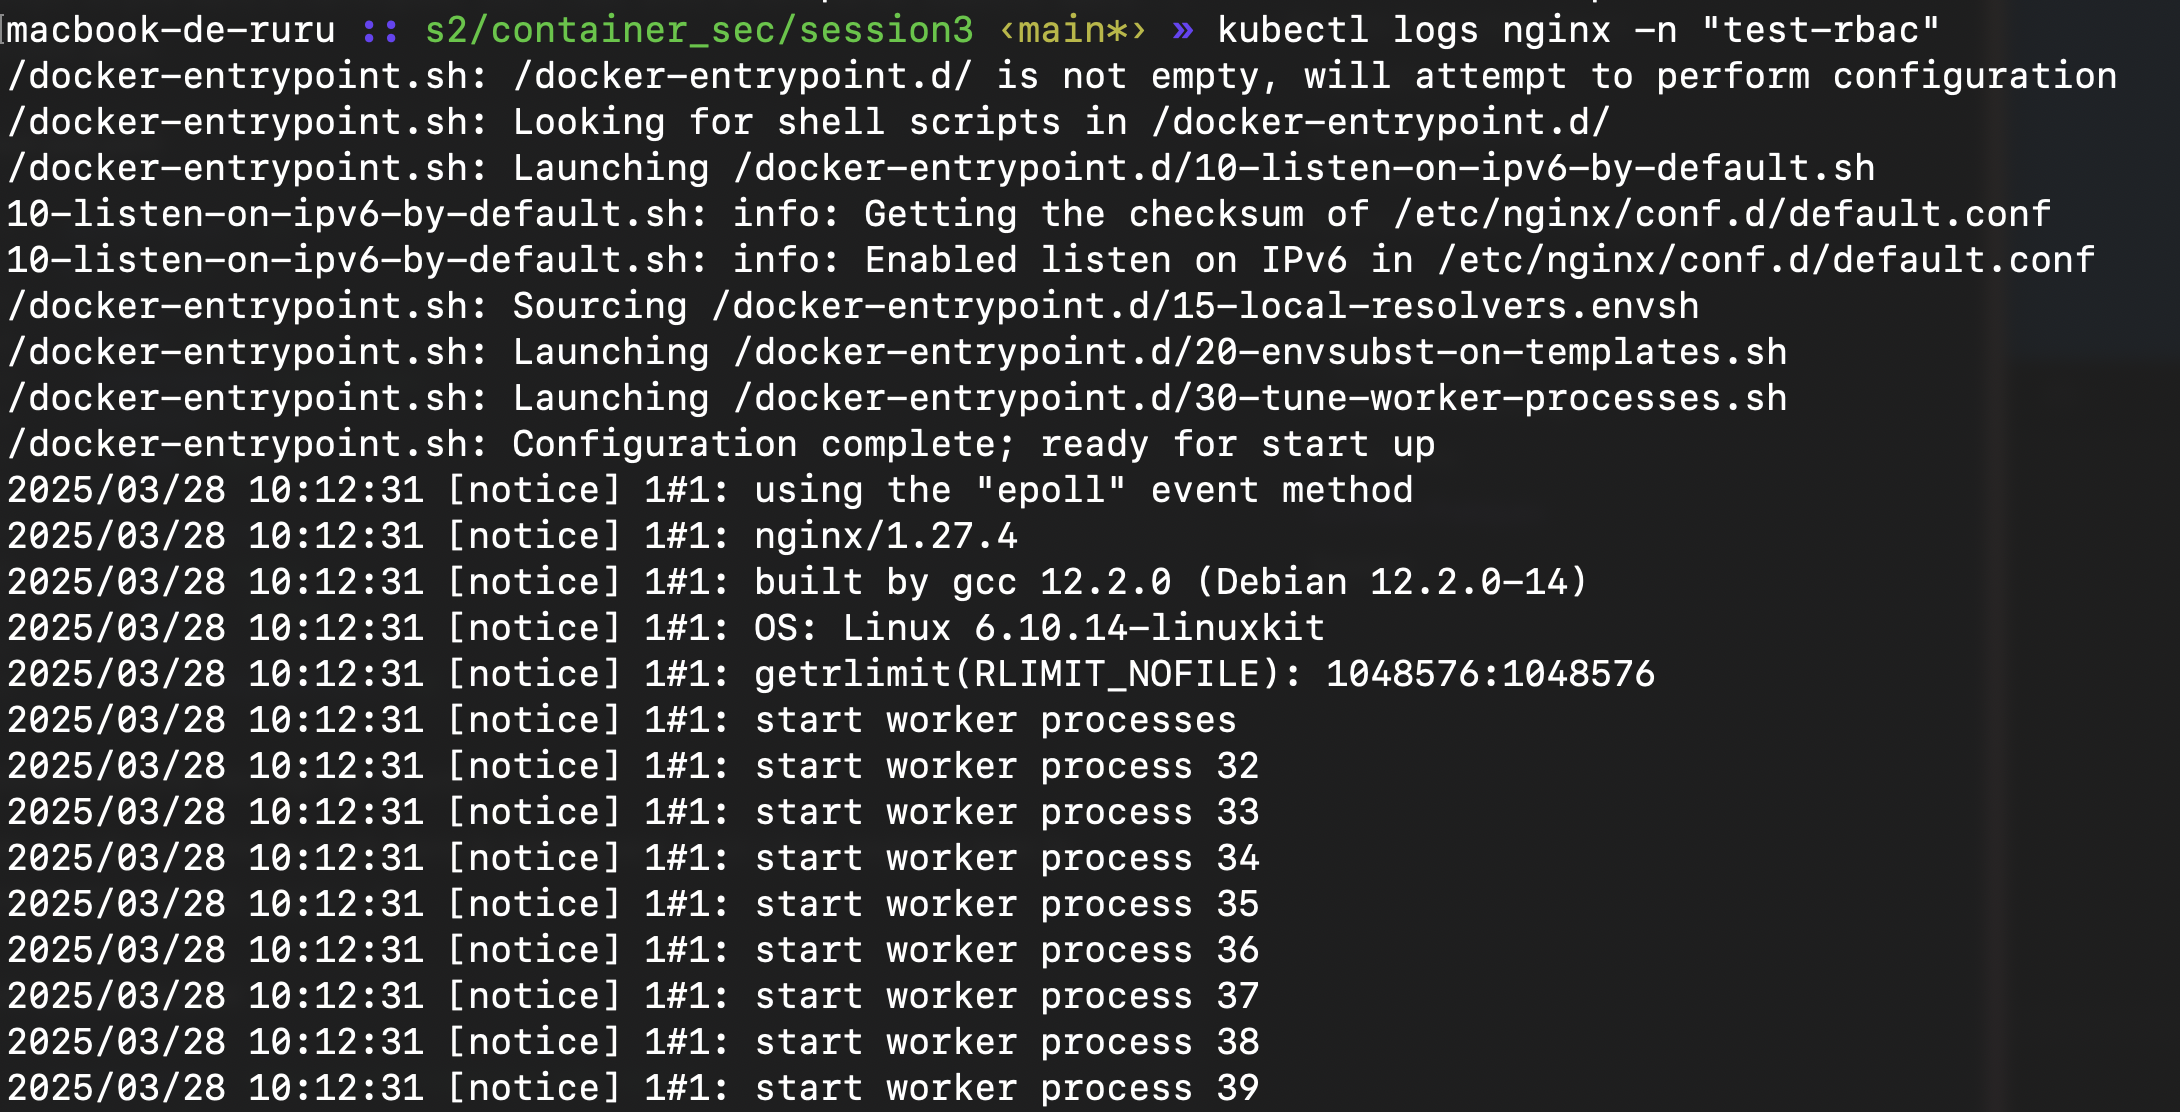 macbook-de-ruru :: s2/container_sec/session3 ‹main*› » kubectl logs nginx -n "test-rbac"
/docker-entrypoint.sh: /docker-entrypoint.d/ is not empty, will attempt to perform configuration
/docker-entrypoint.sh: Looking for shell scripts in /docker-entrypoint.d/
/docker-entrypoint.sh: Launching /docker-entrypoint.d/10-listen-on-ipv6-by-default.sh
10-listen-on-ipv6-by-default.sh: info: Getting the checksum of /etc/nginx/conf.d/default.conf
10-listen-on-ipv6-by-default.sh: info: Enabled listen on IPv6 in /etc/nginx/conf.d/default.conf
/docker-entrypoint.sh: Sourcing /docker-entrypoint.d/15-local-resolvers.envsh
/docker-entrypoint.sh: Launching /docker-entrypoint.d/20-envsubst-on-templates.sh
/docker-entrypoint.sh: Launching /docker-entrypoint.d/30-tune-worker-processes.sh
/docker-entrypoint.sh: Configuration complete; ready for start up
2025/03/28 10:12:31 [notice] 1#1: using the "epoll" event method
2025/03/28 10:12:31 [notice] 1#1: nginx/1.27.4
2025/03/28 10:12:31 [notice] 1#1: built by gcc 12.2.0 (Debian 12.2.0-14)
2025/03/28 10:12:31 [notice] 1#1: OS: Linux 6.10.14-linuxkit
2025/03/28 10:12:31 [notice] 1#1: getrlimit(RLIMIT_NOFILE): 1048576:1048576
2025/03/28 10:12:31 [notice] 1#1: start worker processes
2025/03/28 10:12:31 [notice] 1#1: start worker process 32
2025/03/28 10:12:31 [notice] 1#1: start worker process 33
2025/03/28 10:12:31 [notice] 1#1: start worker process 34
2025/03/28 10:12:31 [notice] 1#1: start worker process 35
2025/03/28 10:12:31 [notice] 1#1: start worker process 36
2025/03/28 10:12:31 [notice] 1#1: start worker process 37
2025/03/28 10:12:31 [notice] 1#1: start worker process 38
2025/03/28 10:12:31 [notice] 1#1: start worker process 39